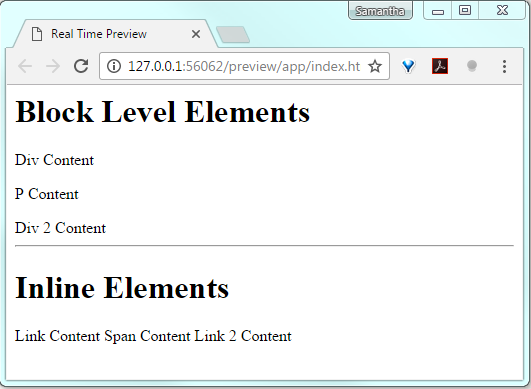 Samantha
Real Time Preview
127.0.0.1:56062/preview/app/index.ht
Block Level Elements
Div Content
P Content
Div 2 Content
Inline Elements
Link Content Span Content Link 2 Content